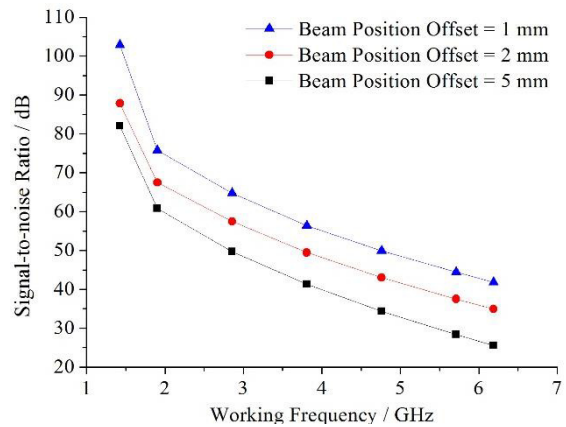 Signal-to-noise Ratio / dB
110
100
90
80
70
60
50
40
30
20
Beam Position Offset = 1 mm
Beam Position Offset = 2 mm
Beam Position Offset = 5 mm
1 2 3 4 5 6 7
Working Frequency / GHz